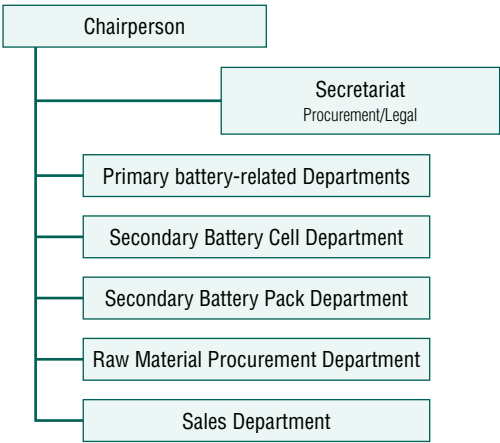 Chairperson
Secretariat
Procurement/Legal
Primary battery-related Departments
Secondary Battery Cell Department
Secondary Battery Pack Department
Raw Material Procurement Department
Sales Department